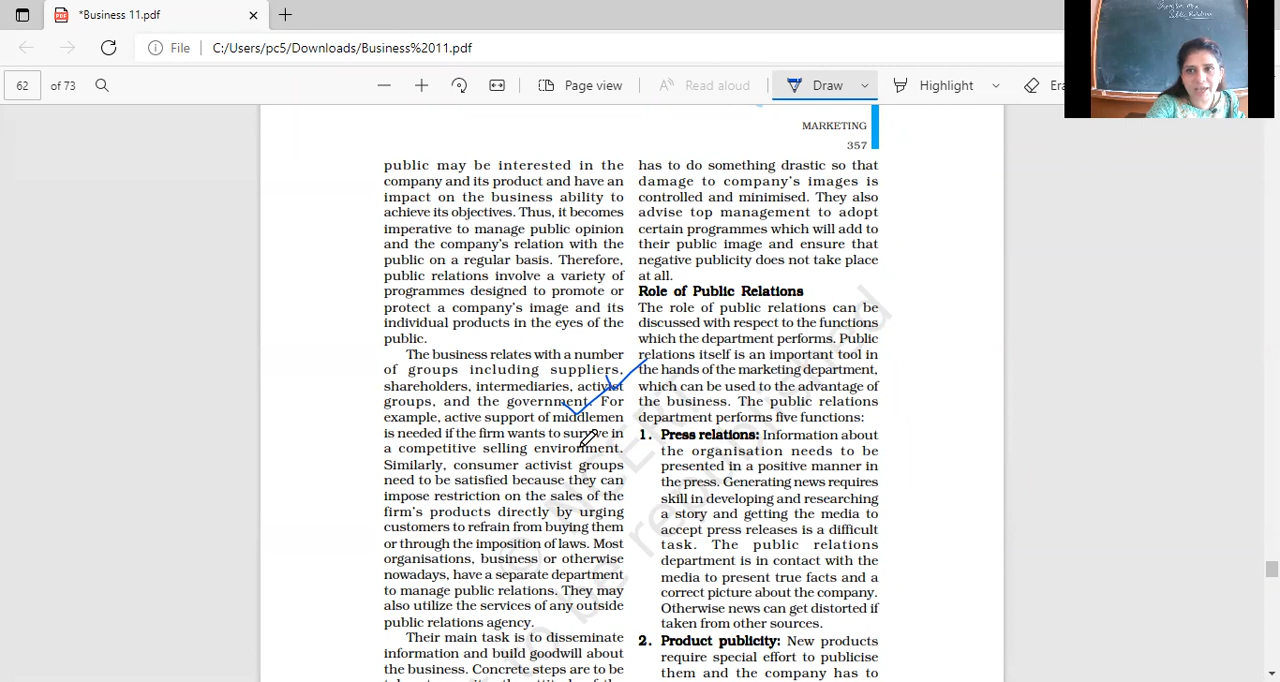 *Business 11.pdf
File
C:/Users/pc5/Downloads/Business%2011.pdf
62 of 73
Page view
Read aloud
Draw
Highlight
MARKETING
357
public may be interested in the
company and its product and have an
impact on the business ability to
achieve its objectives. Thus, it becomes
imperative to manage public opinion
and the company's relation with the
public on a regular basis. Therefore,
public relations involve a variety of
programmes designed to promote or
protect a company's image and its
individual products in the eyes of the
public.
The business relates with a number
of groups including suppliers,
shareholders, intermediaries, activist
groups, and the government. For
example, active support of middlemen
is needed if the firm wants to survive in
a competitive selling environment.
Similarly, consumer activist groups
need to be satisfied because they can
impose restriction on the sales of the
firm's products directly by urging
customers to refrain from buying them
or through the imposition of laws. Most
organisations, business or otherwise
nowadays, have a separate department
to manage public relations. They may
also utilize the services of any outside
public relations agency.
Their main task is to disseminate
information and build goodwill about
the business. Concrete steps are to be
has to do something drastic so that
damage to company's images is
controlled and minimised. They also
advise top management to adopt
certain programmes which will add to
their public image and ensure that
negative publicity does not take place
at all.
Role of Public Relations
The role of public relations can be
discussed with respect to the functions
which the department performs. Public
relations itself is an important tool in
the hands of the marketing department,
which can be used to the advantage of
the business. The public relations
department performs five functions:
1. Press relations: Information about
the organisation needs to be
presented in a positive manner in
the press. Generating news requires
skill in developing and researching
a story and getting the media to
accept press releases is a difficult
task. The public relations
department is in contact with the
media to present true facts and a
correct picture about the company.
Otherwise news can get distorted if
taken from other sources.
2. Product publicity: New products
require special effort to publicise
them and the company has to
© NCERT
to be republished